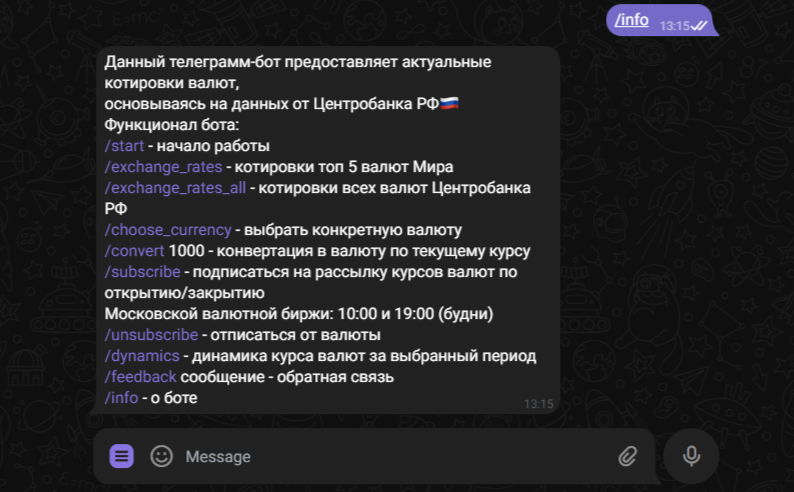 /info
13:15
Данный телеграмм-бот предоставляет актуальные
котировки валют,
основываясь на данных от Центробанка РФ🇷🇺
Функционал бота:
/start - начало работы
/exchange_rates - котировки топ 5 валют Мира
/exchange_rates_all - котировки всех валют Центробанка
РФ
/choose_currency - выбрать конкретную валюту
/convert 1000 - конвертация в валюту по текущему курсу
/subscribe - подписаться на рассылку курсов валют по
открытию/закрытию
Московской валютной биржи: 10:00 и 19:00 (будни)
/unsubscribe - отписаться от валюты
/dynamics - динамика курса валют за выбранный период
/feedback сообщение - обратная связь
/info - о боте
13:15
Message